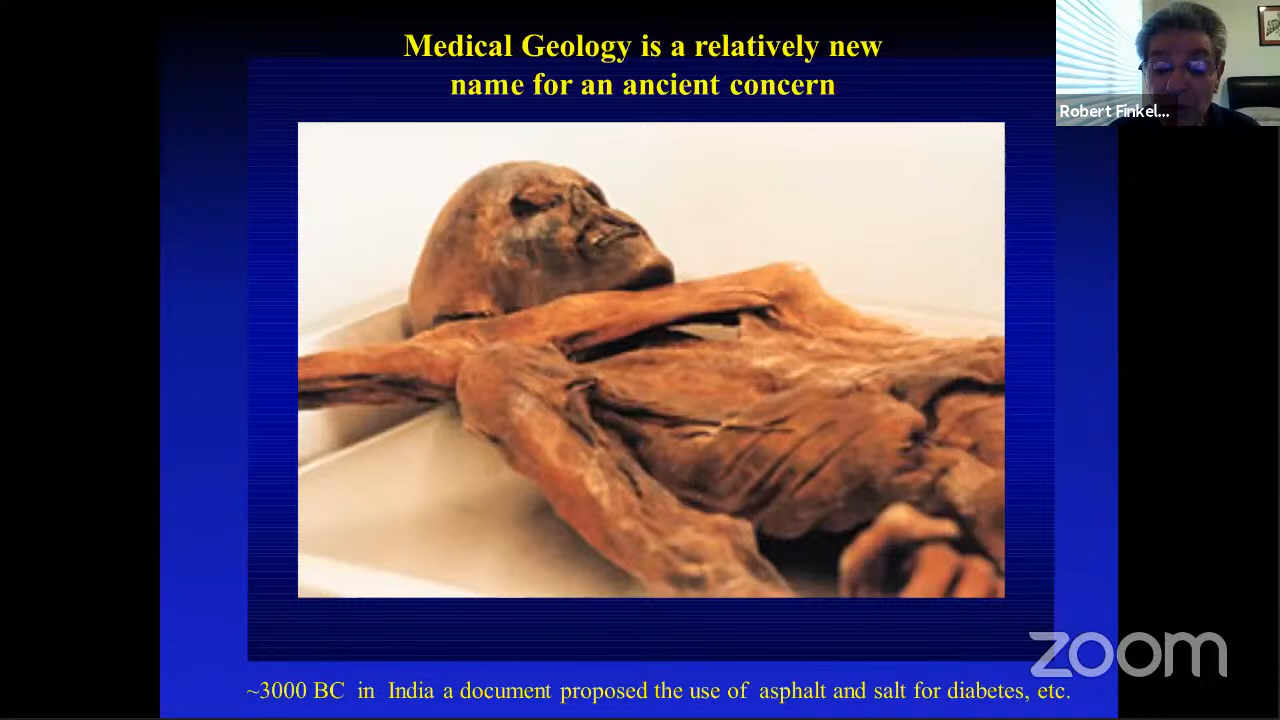 Medical Geology is a relatively new
name for an ancient concern
Robert Finkel...
zoom
~3000 BC in India a document proposed the use of asphalt and salt for diabetes, etc.